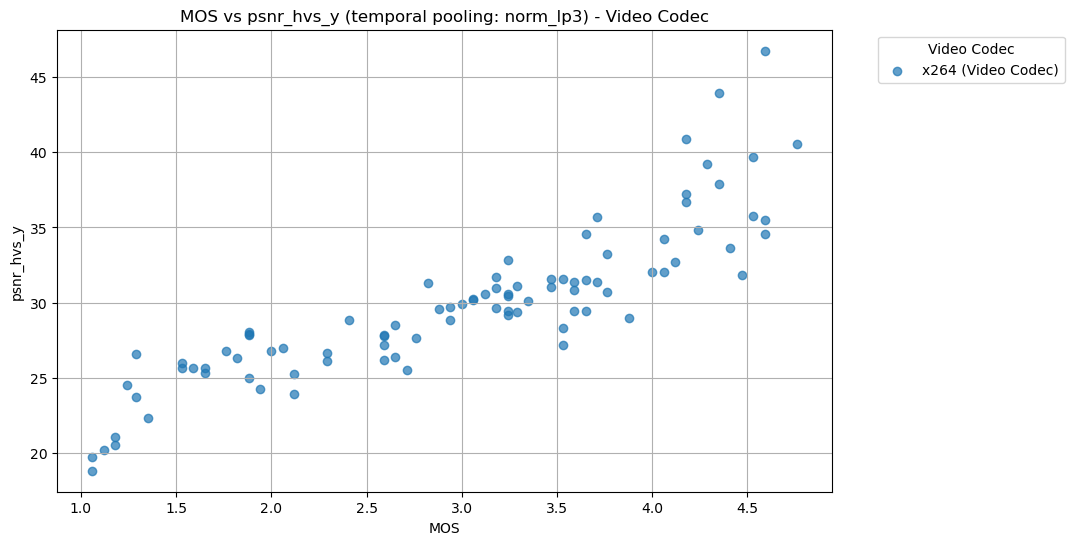 MOS vs psnr_hvs_y (temporal pooling: norm_lp3) - Video Codec
Video Codec
x264 (Video Codec)
psnr_hvs_y
45
40
35
30
25
20
1.0 1.5 2.0 2.5 3.0 3.5 4.0 4.5
MOS